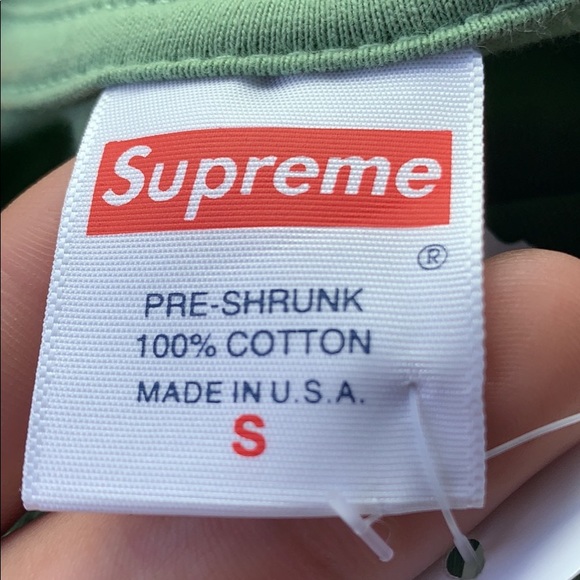 Supreme
®
PRE-SHRUNK
100% COTTON
MADE IN U.S.A.
S